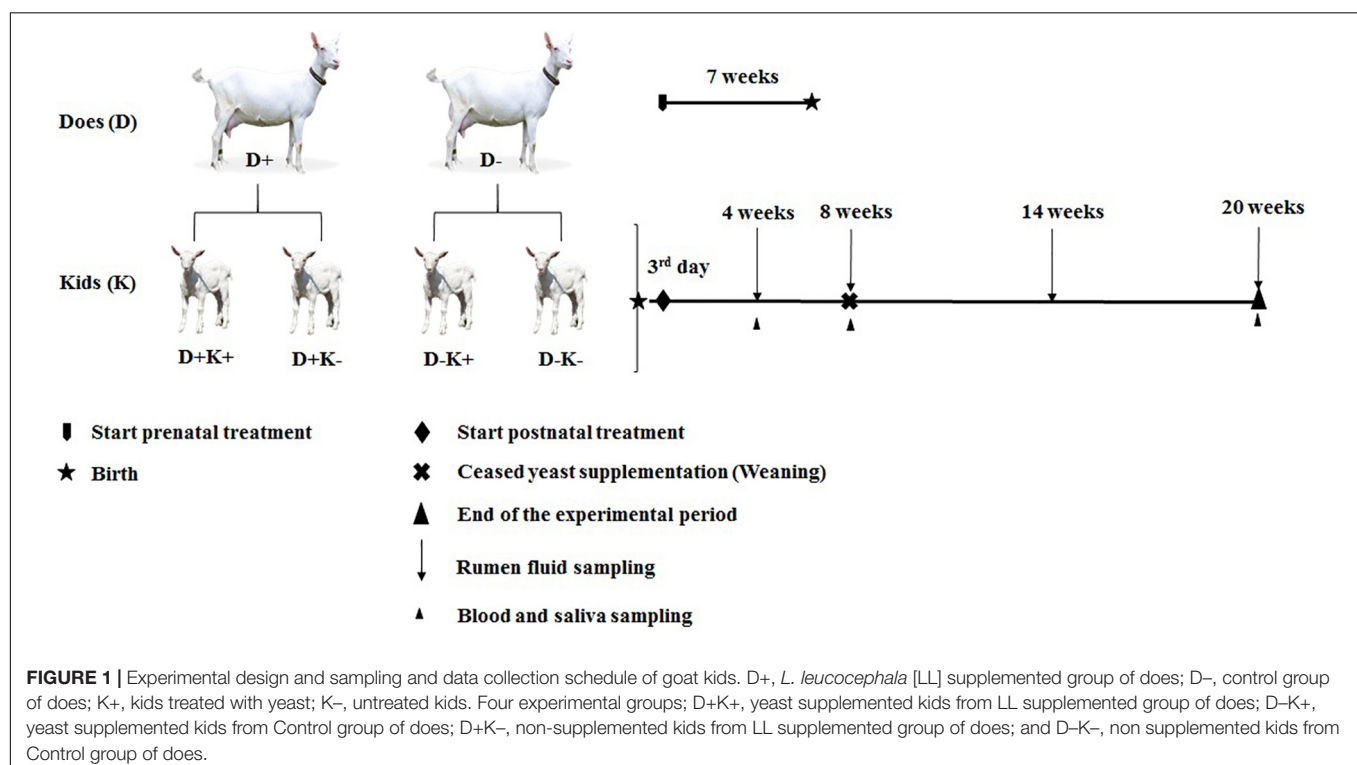 7 weeks
Does (D)
D+ D-
4 weeks 8 weeks 14 weeks 20 weeks
3rd day
Kids (K)
D+K+ D+K- D-K+ D-K-
Start prenatal treatment Start postnatal treatment
Birth Ceased yeast supplementation (Weaning)
End of the experimental period
Rumen fluid sampling
Blood and saliva sampling
FIGURE 1 | Experimental design and sampling and data collection schedule of goat kids. D+, L. leucocephala [LL] supplemented group of does; D–, control group
of does; K+, kids treated with yeast; K–, untreated kids. Four experimental groups; D+K+, yeast supplemented kids from LL supplemented group of does; D–K+,
yeast supplemented kids from Control group of does; D+K–, non-supplemented kids from LL supplemented group of does; and D–K–, non supplemented kids from
Control group of does.